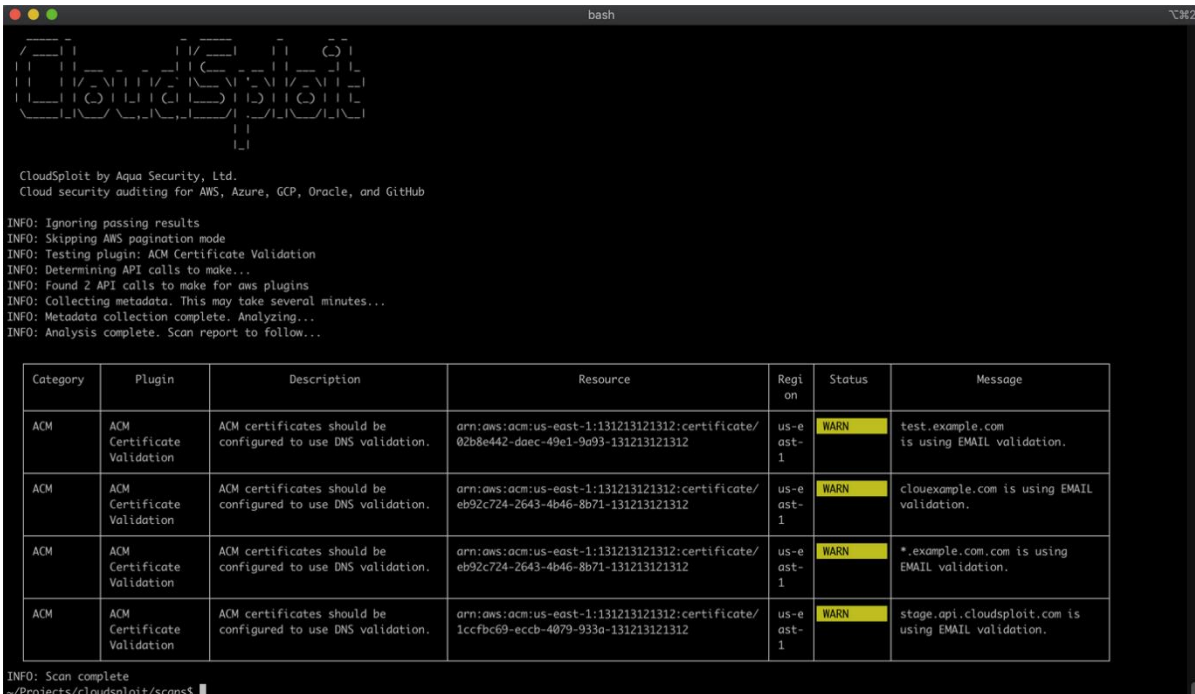 bash
⌥⌘2
CloudSploit
CloudSploit by Aqua Security, Ltd.
Cloud security auditing for AWS, Azure, GCP, Oracle, and GitHub
INFO: Ignoring passing results
INFO: Skipping AWS pagination mode
INFO: Testing plugin: ACM Certificate Validation
INFO: Determining API calls to make...
INFO: Found 2 API calls to make for aws plugins
INFO: Collecting metadata. This may take several minutes...
INFO: Metadata collection complete. Analyzing...
INFO: Analysis complete. Scan report to follow...
Category Plugin Description Resource Regi Status Message
on
ACM ACM ACM certificates should be arn:aws:acm:us-east-1:131213121312:certificate/ us-e WARN test.example.com
Certificate configured to use DNS validation. 02b8e442-daec-49e1-9a93-131213121312 ast- is using EMAIL validation.
Validation 1
ACM ACM ACM certificates should be arn:aws:acm:us-east-1:131213121312:certificate/ us-e WARN clouexample.com is using EMAIL
Certificate configured to use DNS validation. eb92c724-2643-4b46-8b71-131213121312 ast- validation.
Validation 1
ACM ACM ACM certificates should be arn:aws:acm:us-east-1:131213121312:certificate/ us-e WARN *.example.com.com is using
Certificate configured to use DNS validation. eb92c724-2643-4b46-8b71-131213121312 ast- EMAIL validation.
Validation 1
ACM ACM ACM certificates should be arn:aws:acm:us-east-1:131213121312:certificate/ us-e WARN stage.api.cloudsploit.com is
Certificate configured to use DNS validation. 1ccfbc69-eccb-4079-933a-131213121312 ast- using EMAIL validation.
Validation 1
INFO: Scan complete
~/Projects/cloudsploit/scans$